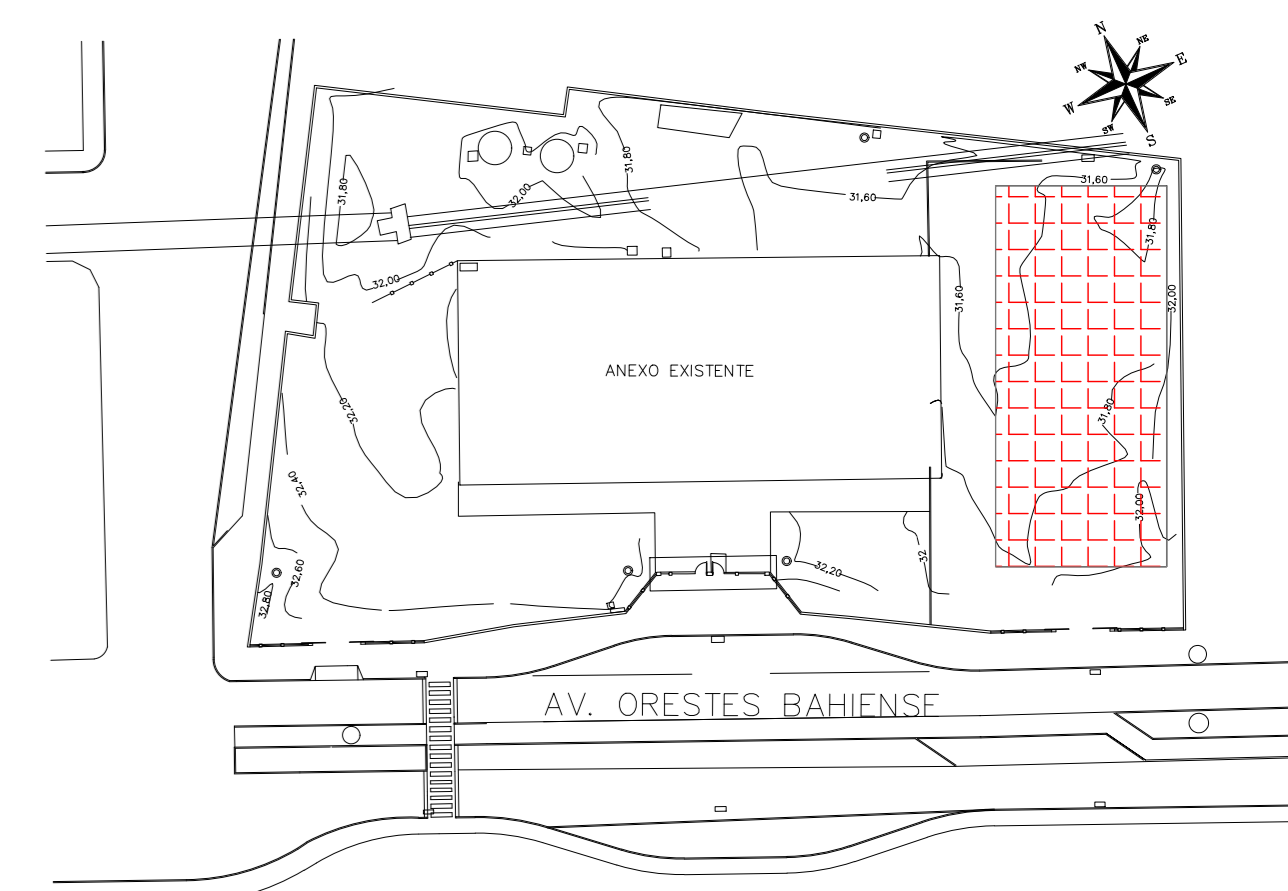 N
NE
NW
E
W
SE
SW
S
31,80
31,80
32,00
31,60
31,60
31,80
32,00
31,60
32,00
ANEXO EXISTENTE
32,20
31,80
32,40
32,00
32,60
32,20
32
32,80
AV. ORESTES BAHIENSE